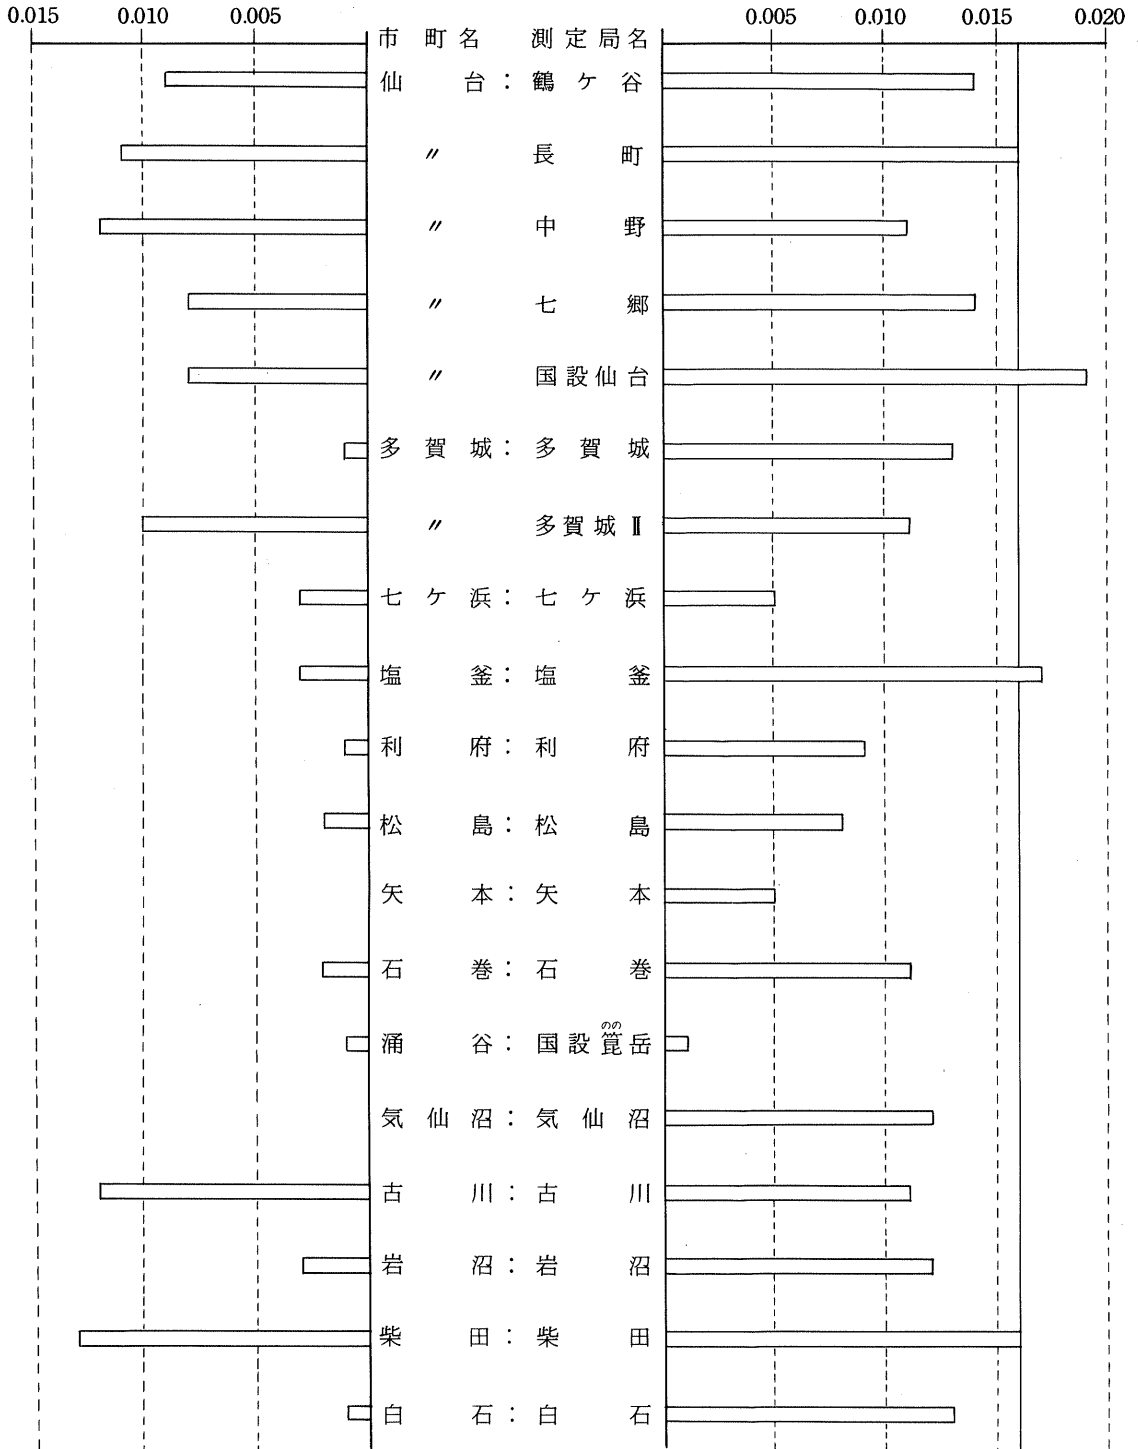 0.015 0.010 0.005 0.005 0.010 0.015 0.020
市町名 測定局名
仙台：鶴ケ谷
〃 長町
〃 中野
〃 七郷
〃 国設仙台
多賀城：多賀城
〃 多賀城Ⅱ
七ケ浜：七ケ浜
塩釜：塩釜
利府：利府
松島：松島
矢本：矢本
石巻：石巻
のの
涌谷：国設篦岳
気仙沼：気仙沼
古川：古川
岩沼：岩沼
柴田：柴田
白石：白石